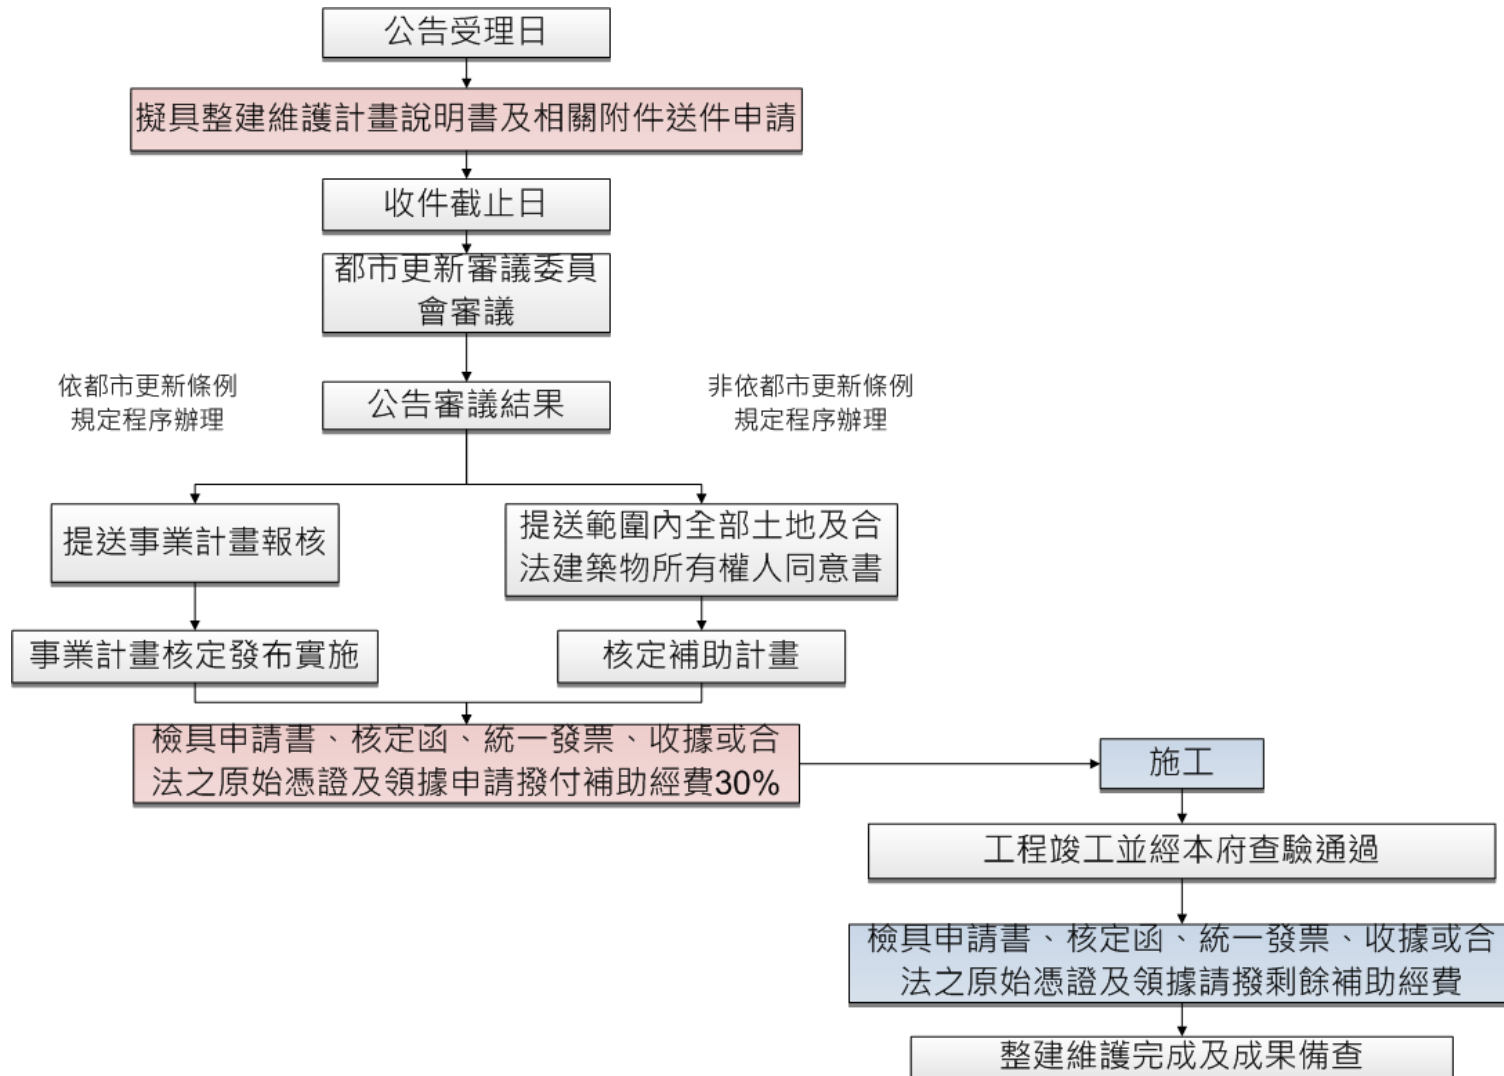 公告受理日
擬具整建維護計畫說明書及相關附件送件申請
收件截止日
都市更新審議委員
會審議
公告審議結果
依都市更新條例
規定程序辦理
非依都市更新條例
規定程序辦理
提送事業計畫報核
提送範圍內全部土地及合
法建築物所有權人同意書
事業計畫核定發布實施
核定補助計畫
檢具申請書、核定函、統一發票、收據或合
法之原始憑證及領據申請撥付補助經費30%
施工
工程竣工並經本府查驗通過
檢具申請書、核定函、統一發票、收據或合
法之原始憑證及領據請撥剩餘補助經費
整建維護完成及成果備查